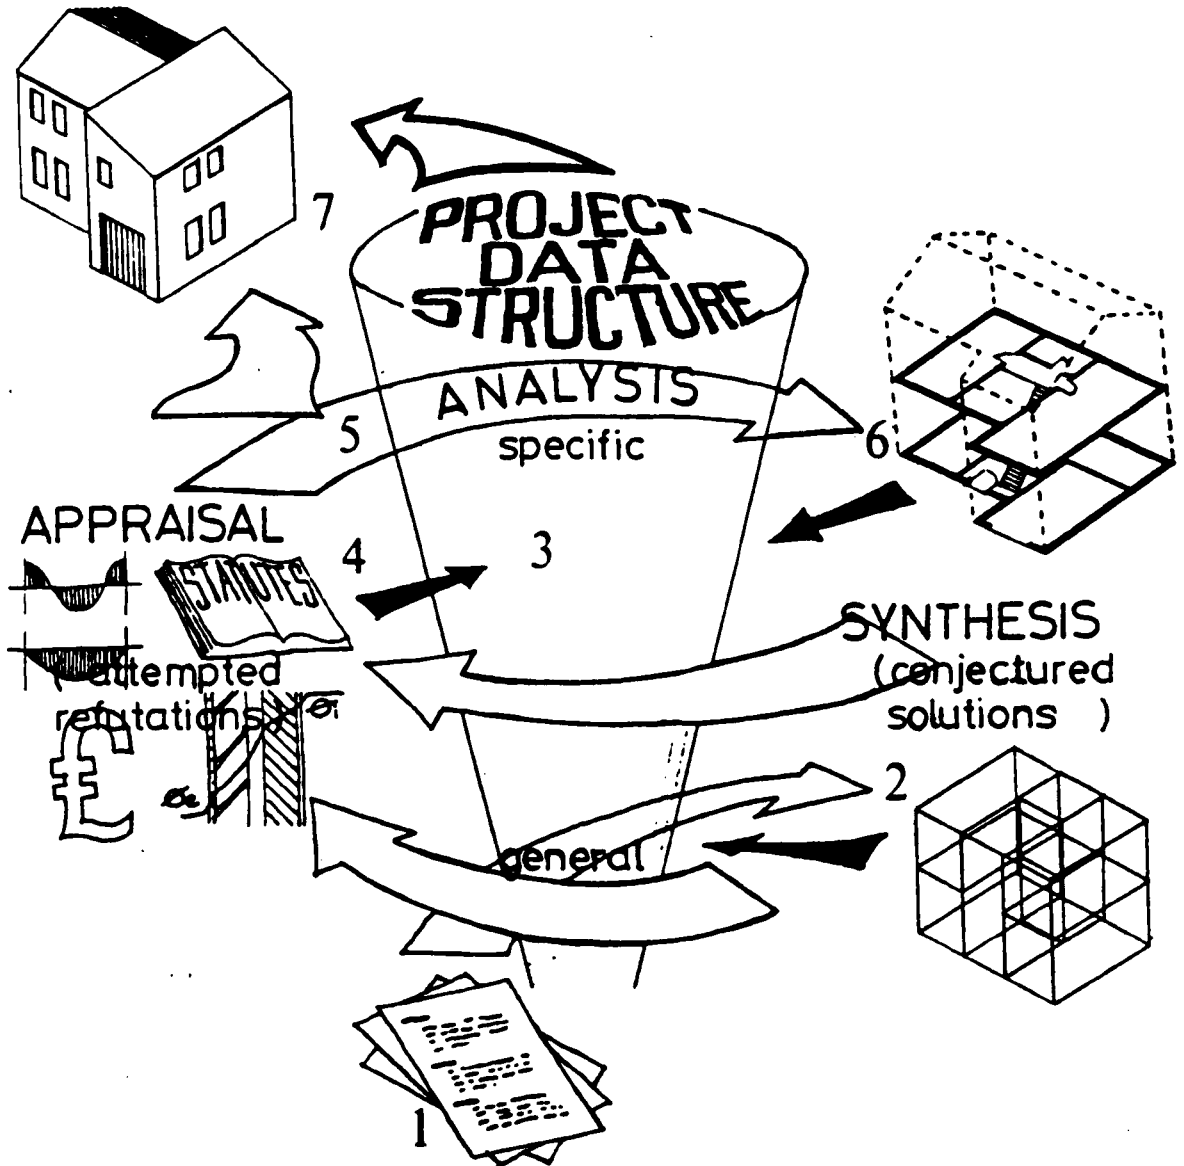 7
PROJECT
DATA
STRUCTURE
ANALYSIS
specific
5
6
APPRAISAL
4
3
STATUTES
SYNTHESIS
(conjectured
solutions )
( attempted
refutations )
£
2
general
1